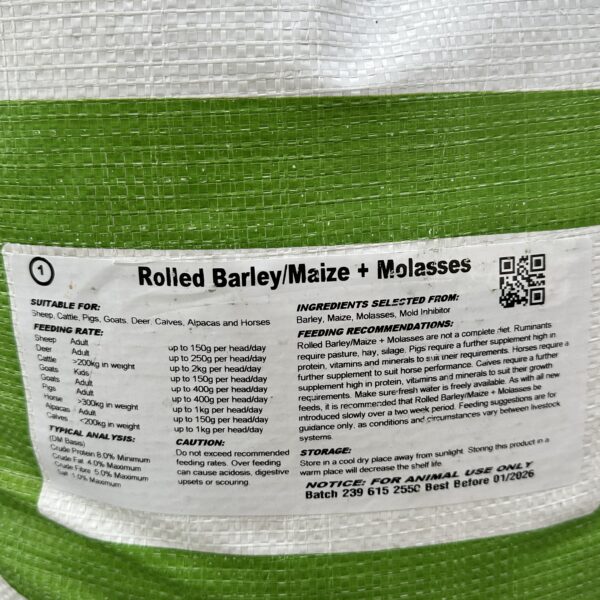 1
Rolled Barley/Maize + Molasses
SUITABLE FOR:
Sheep, Cattle, Pigs, Goats, Deer, Calves, Alpacas and Horses
FEEDING RATE:
Sheep Adult up to 150g per head/day
Deer Adult up to 250g per head/day
Cattle >200kg in weight up to 2kg per head/day
Goats Kids up to 150g per head/day
Goats Adult up to 400g per head/day
Pigs Adult up to 400g per head/day
Horse >300kg in weight up to 1kg per head/day
Alpacas Adult up to 150g per head/day
Calves <200kg in weight up to 1kg per head/day
TYPICAL ANALYSIS:
(DM Basis)
Crude Protein 8.0% Minimum
Crude Fat 4.0% Maximum
Crude Fibre 5.0% Maximum
Salt 1.0% Maximum
CAUTION:
Do not exceed recommended
feeding rates. Over feeding
can cause acidosis, digestive
upsets or scouring.
INGREDIENTS SELECTED FROM:
Barley, Maize, Molasses, Mold Inhibitor
FEEDING RECOMMENDATIONS:
Rolled Barley/Maize + Molasses are not a complete diet. Ruminants
require pasture, hay, silage. Pigs require a further supplement high in
protein, vitamins and minerals to suit their requirements. Horses require a
further supplement to suit horse performance. Calves require a further
supplement high in protein, vitamins and minerals to suit their growth
requirements. Make sure fresh water is freely available. As with all new
feeds, it is recommended that Rolled Barley/Maize + Molasses be
introduced slowly over a two week period. Feeding suggestions are for
guidance only, as conditions and circumstances vary between livestock
systems.
STORAGE:
Store in a cool dry place away from sunlight. Storing this product in a
warm place will decrease the shelf life.
NOTICE: FOR ANIMAL USE ONLY
Batch 239 615 2550 Best Before 01/2026